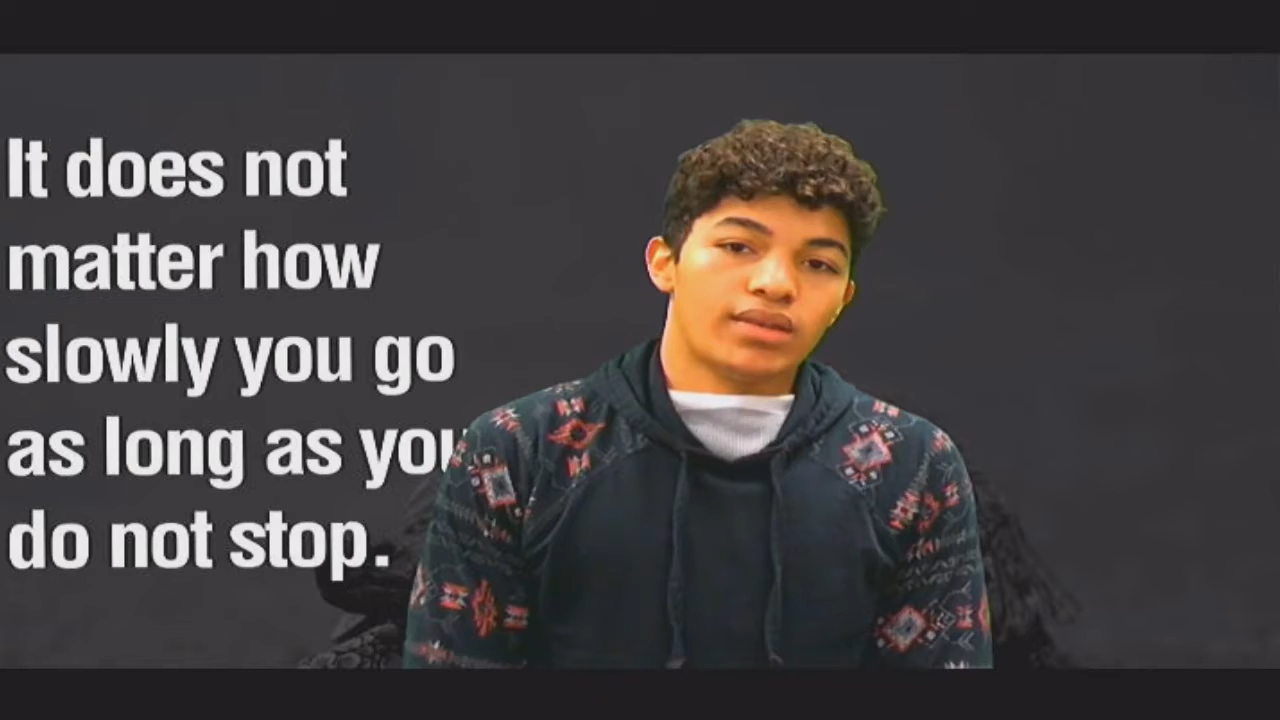 It does not
matter how
slowly you go
as long as you
do not stop.